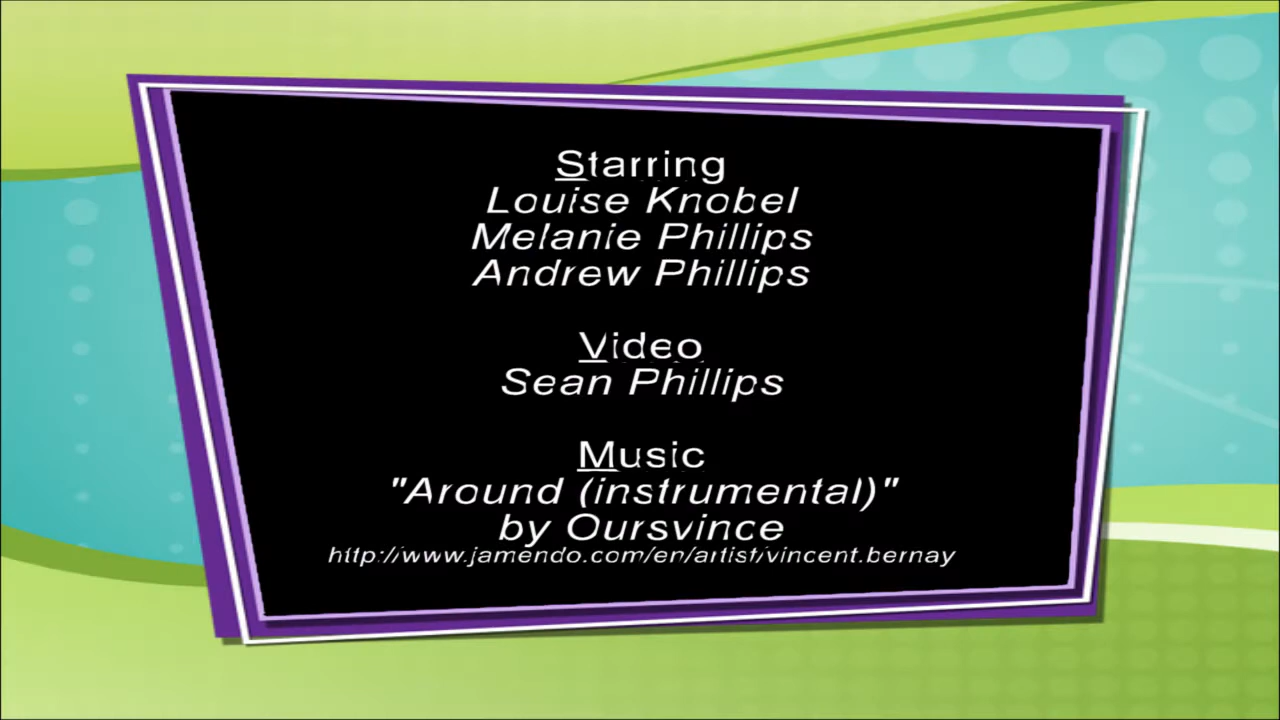 Starring
Louise Knobel
Melanie Phillips
Andrew Phillips
Video
Sean Phillips
Music
"Around (instrumental)"
by Oursvince
http://www.jamendo.com/en/artist/vincent.bernay